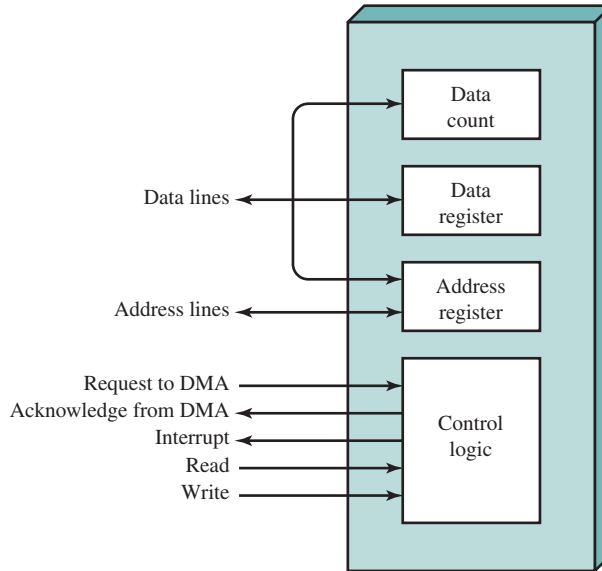 Data
count
Data lines
Data
register
Address
register
Address lines
Request to DMA
Acknowledge from DMA
Interrupt
Read
Write
Control
logic